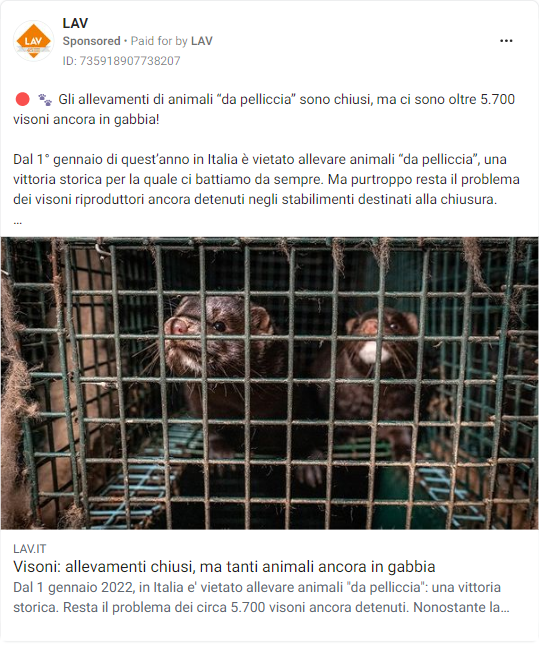 LAV
Sponsored • Paid for by LAV
ID: 735918907738207
🔴 🐾 Gli allevamenti di animali “da pelliccia” sono chiusi, ma ci sono oltre 5.700
visoni ancora in gabbia!
Dal 1° gennaio di quest’anno in Italia è vietato allevare animali “da pelliccia”, una
vittoria storica per la quale ci battiamo da sempre. Ma purtroppo resta il problema
dei visoni riproduttori ancora detenuti negli stabilimenti destinati alla chiusura.
...
LAV.IT
Visoni: allevamenti chiusi, ma tanti animali ancora in gabbia
Dal 1 gennaio 2022, in Italia e' vietato allevare animali "da pelliccia": una vittoria
storica. Resta il problema dei circa 5.700 visoni ancora detenuti. Nonostante la...